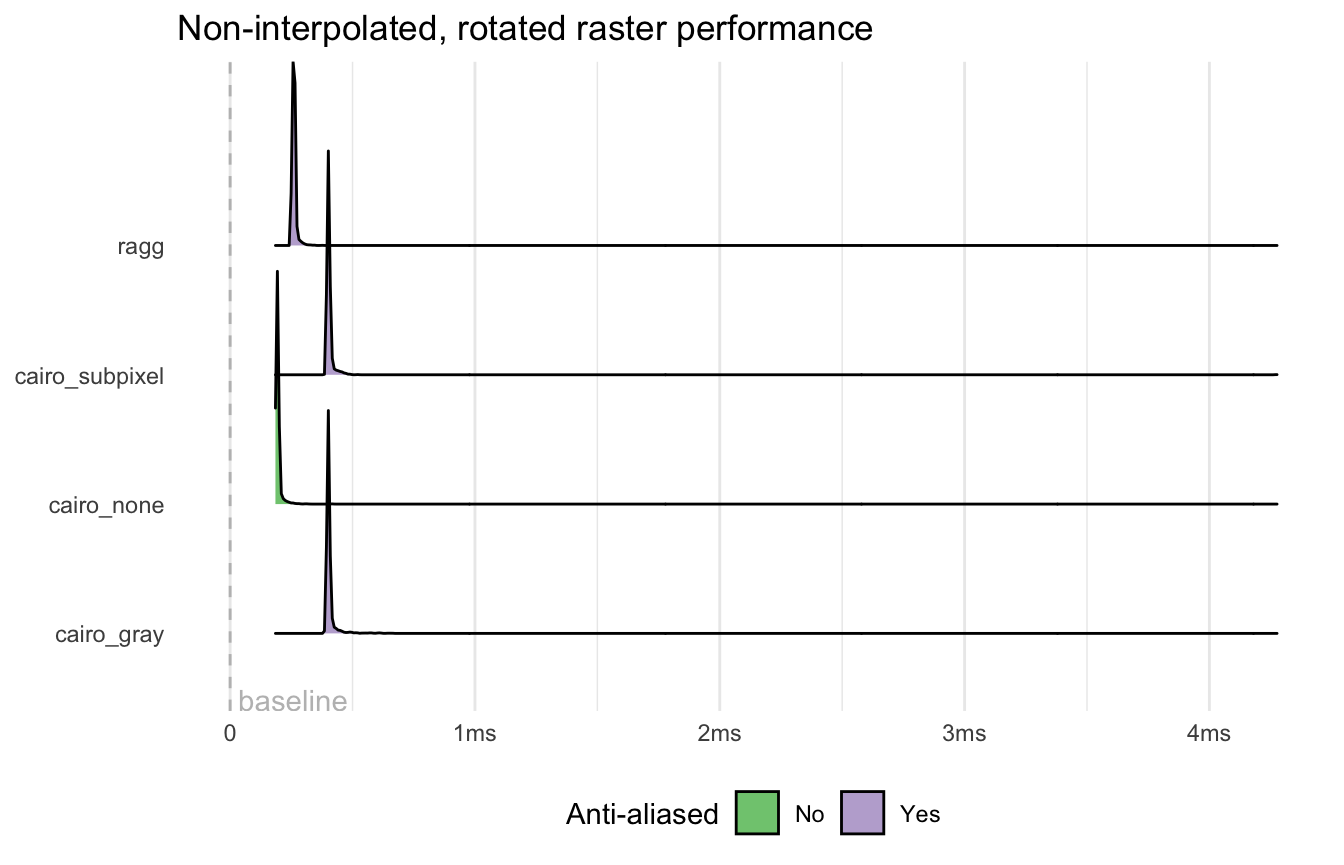 Non-interpolated, rotated raster performance
ragg
cairo_subpixel
cairo_none
cairo_gray
baseline
0 1ms 2ms 3ms 4ms
Anti-aliased No Yes